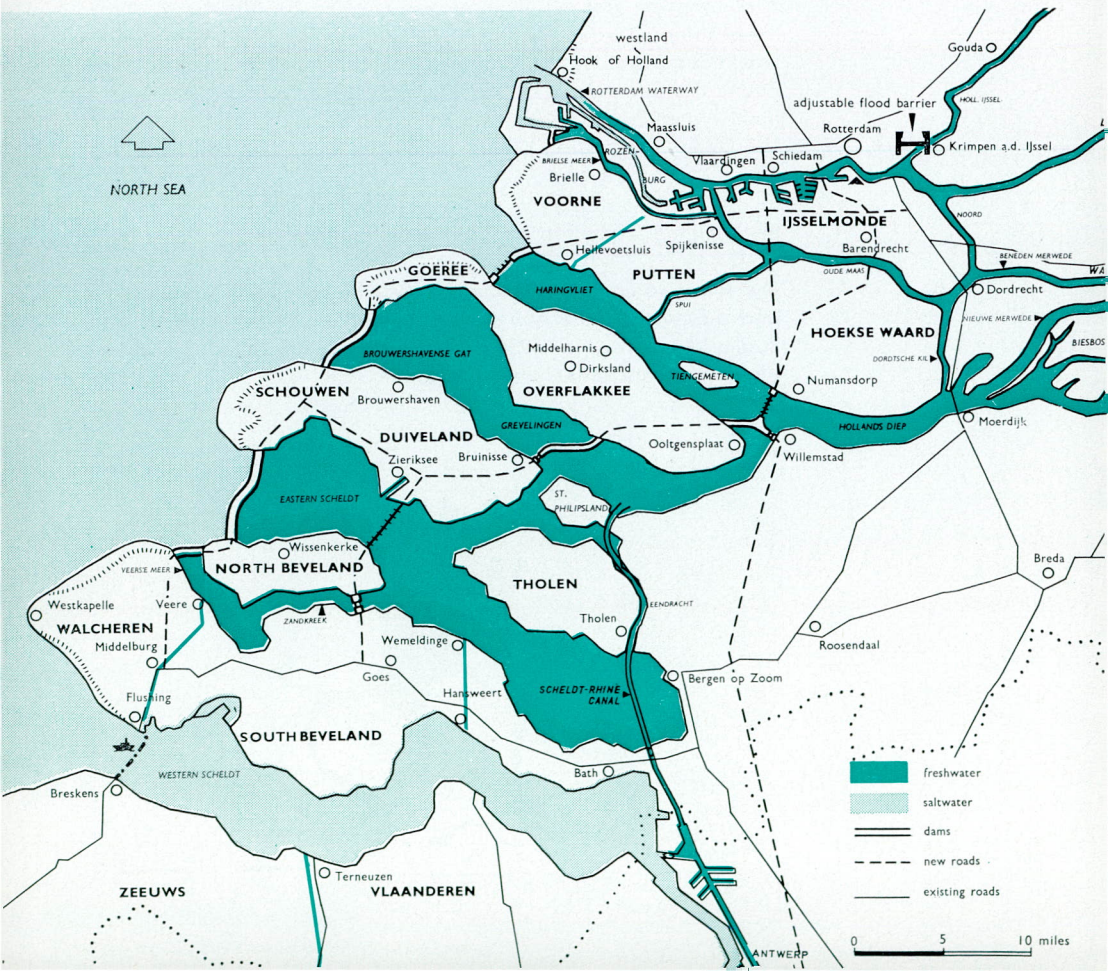 westland
Gouda
Hook of Holland
ROTTERDAM WATERWAY
adjustable flood barrier
HOLL. IJSSEL
Maassluis
Rotterdam
Krimpen a.d. IJssel
Vlaardingen
Schiedam
ROZEN-
BURG
BRIELSE MEER
Brielle
NORTH SEA
VOORNE
IJSSELMONDE
NOORD
Spijkenisse
Barendrecht
Hellevoetsluis
BENEDEN MERWEDE
GOEREE
PUTTEN
OUDE MAAS
WA
HARINGVLIET
Dordrecht
SPUI
NIEUWE MERWEDE
HOEKSE WAARD
BIESBOS
Middelharnis
BROUWERSHAVENSE GAT
DORDTSCHE KIL
Dirksland
TIENGEMETEN
Numansdorp
SCHOUWEN
OVERFLAKKEE
Brouwershaven
Moerdijk
GREVELINGEN
HOLLANDS DIEP
DUIVELAND
Ooltgensplaat
Willemstad
Zieriksee
Bruinisse
EASTERN SCHELDT
ST.
PHILIPSLAND
Wissenkerke
Breda
VEERSE MEER
NORTH BEVELAND
THOLEN
Westkapelle
Veere
EENDRACHT
WALCHEREN
ZANDKREEK
Tholen
Middelburg
Wemeldinge
Roosendaal
Goes
Bergen op Zoom
Flushing
Hansweert
SCHELDT-RHINE
CANAL
SOUTH BEVELAND
WESTERN SCHELDT
Bath
freshwater
Breskens
saltwater
dams
new roads
Terneuzen
ZEEUWS
VLAANDEREN
existing roads
0 5 10 miles
ANTWERP